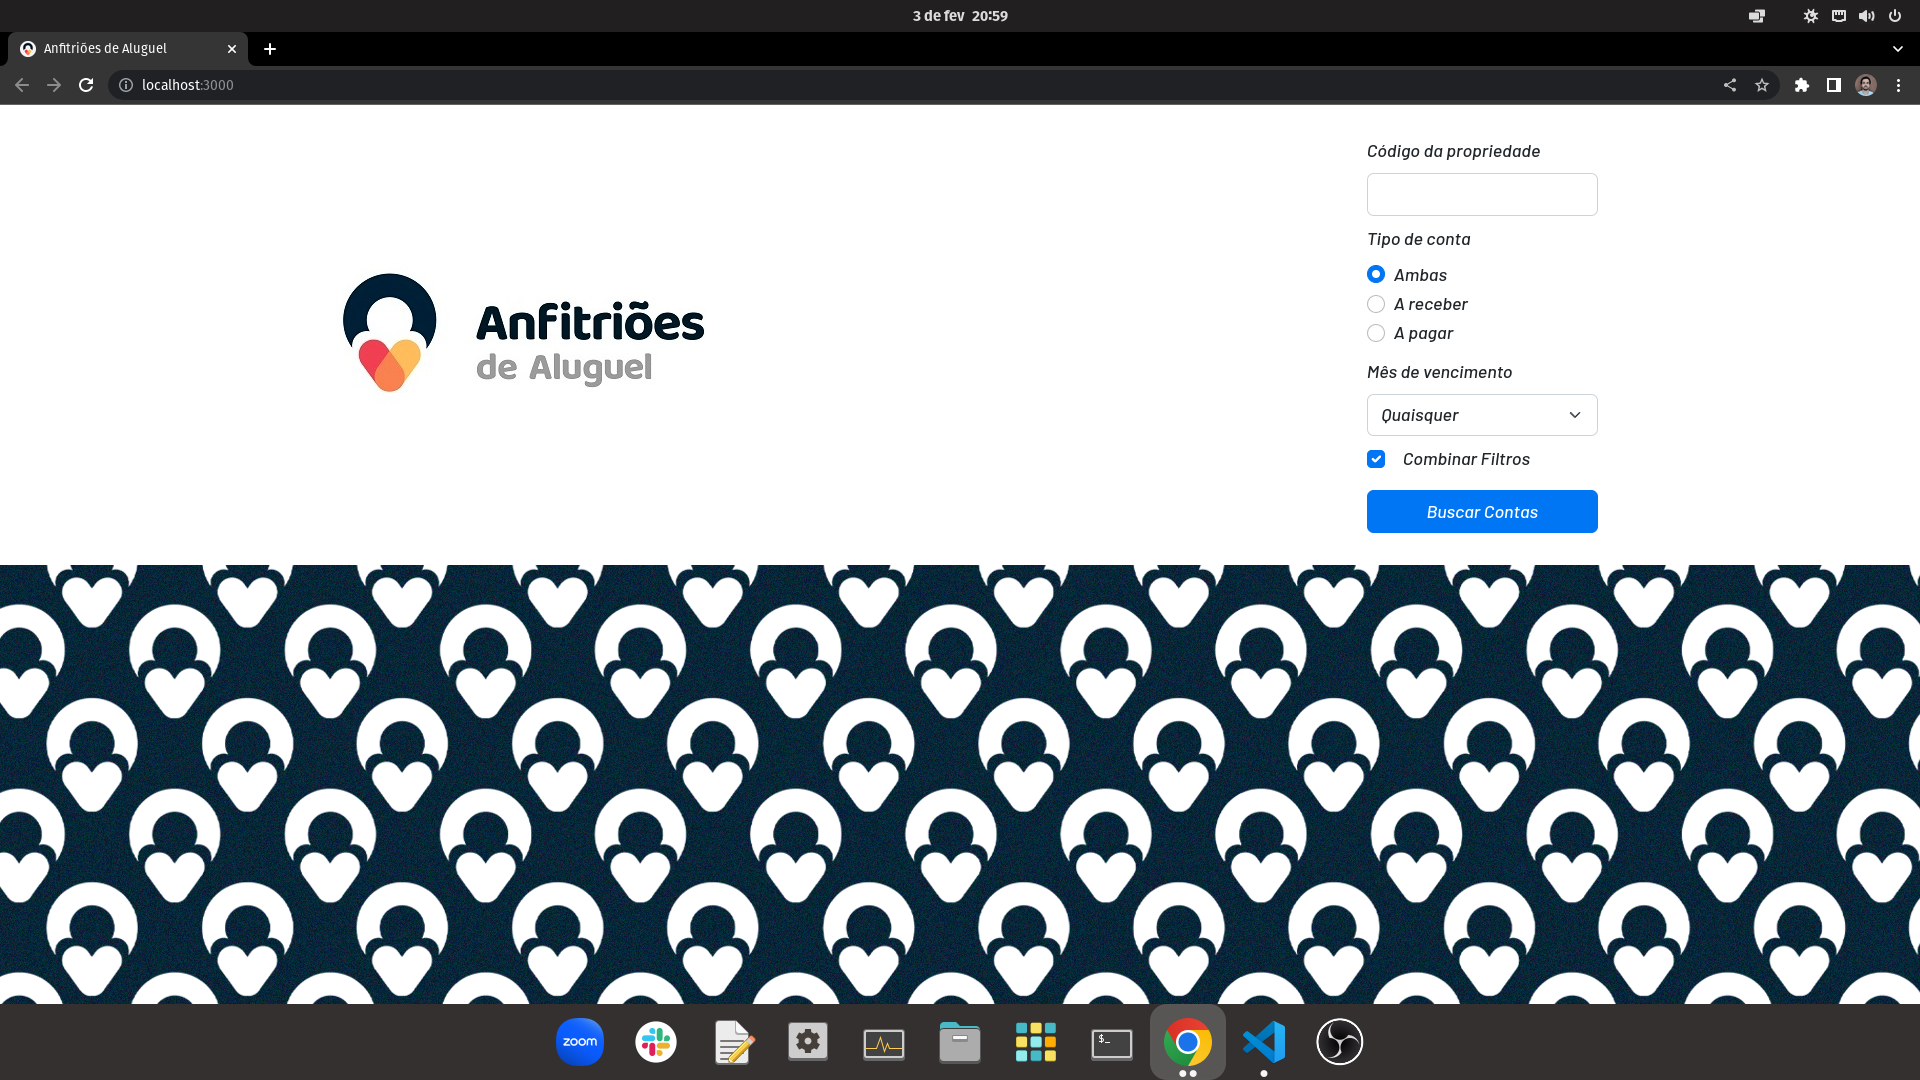 3 de fev 20:59
Anfitriões de Aluguel
localhost:3000
Código da propriedade
Anfitriões
de Aluguel
Tipo de conta
Ambas
A receber
A pagar
Mês de vencimento
Quaisquer
Combinar Filtros
Buscar Contas
zoom
$_